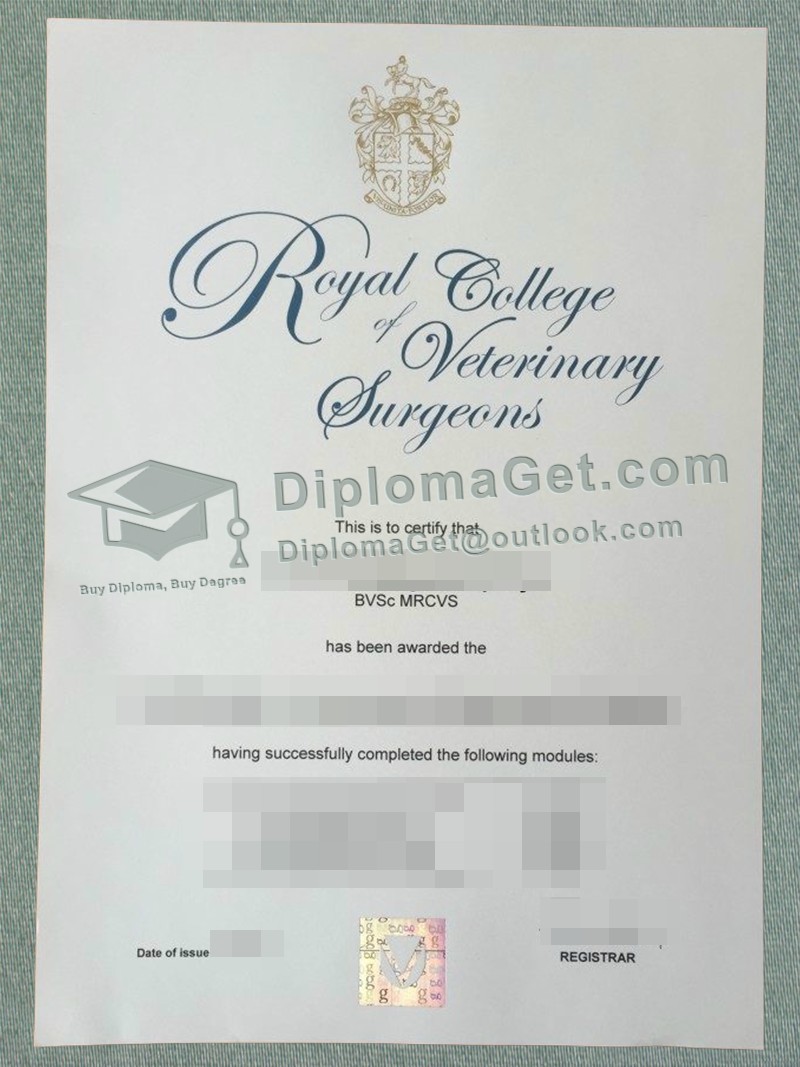 Royal College
of
Veterinary
Surgeons
DiplomaGet.com
This is to certify that
DiplomaGet@outlook.com
Buy Diploma, Buy Dagree
BVSc MRCVS
has been awarded the
having successfully completed the following modules:
Date of issue
REGISTRAR